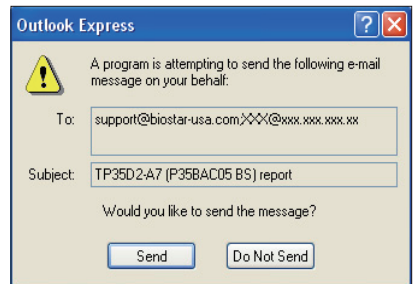 Outlook Express
A program is attempting to send the following e-mail
message on your behalf:
To: support@biostar-usa.com;XXX@xxx.xxx.xxx.xx
Subject: TP35D2-A7 (P35BAC05 BS) report
Would you like to send the message?
Send Do Not Send